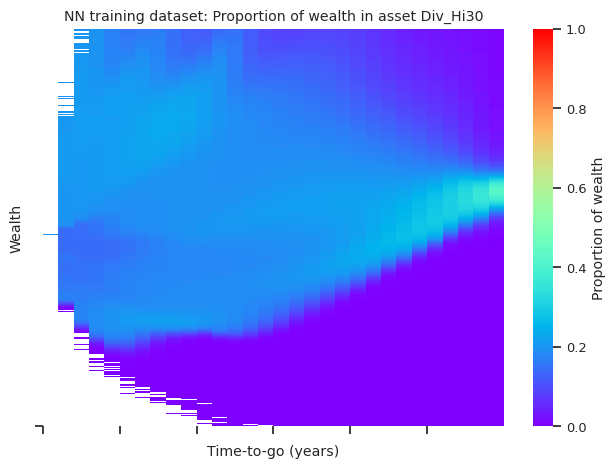 NN training dataset: Proportion of wealth in asset Div_Hi30
1.0
0.8
0.6
0.4
0.2
0.0
Proportion of wealth
Wealth
Time-to-go (years)